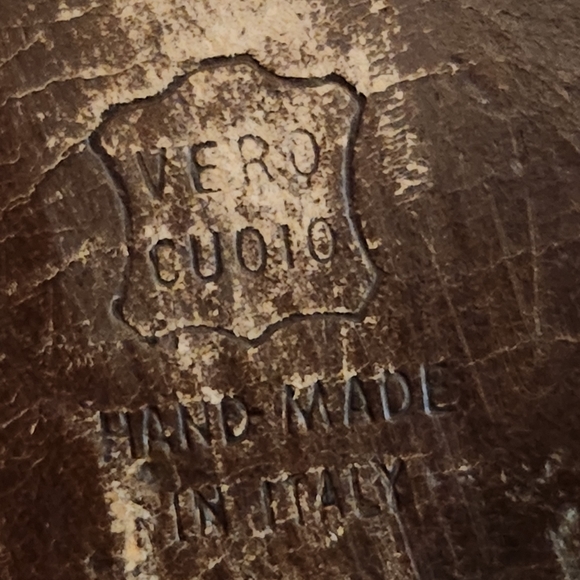 VERO
CUOIO
HAND MADE
IN ITALY